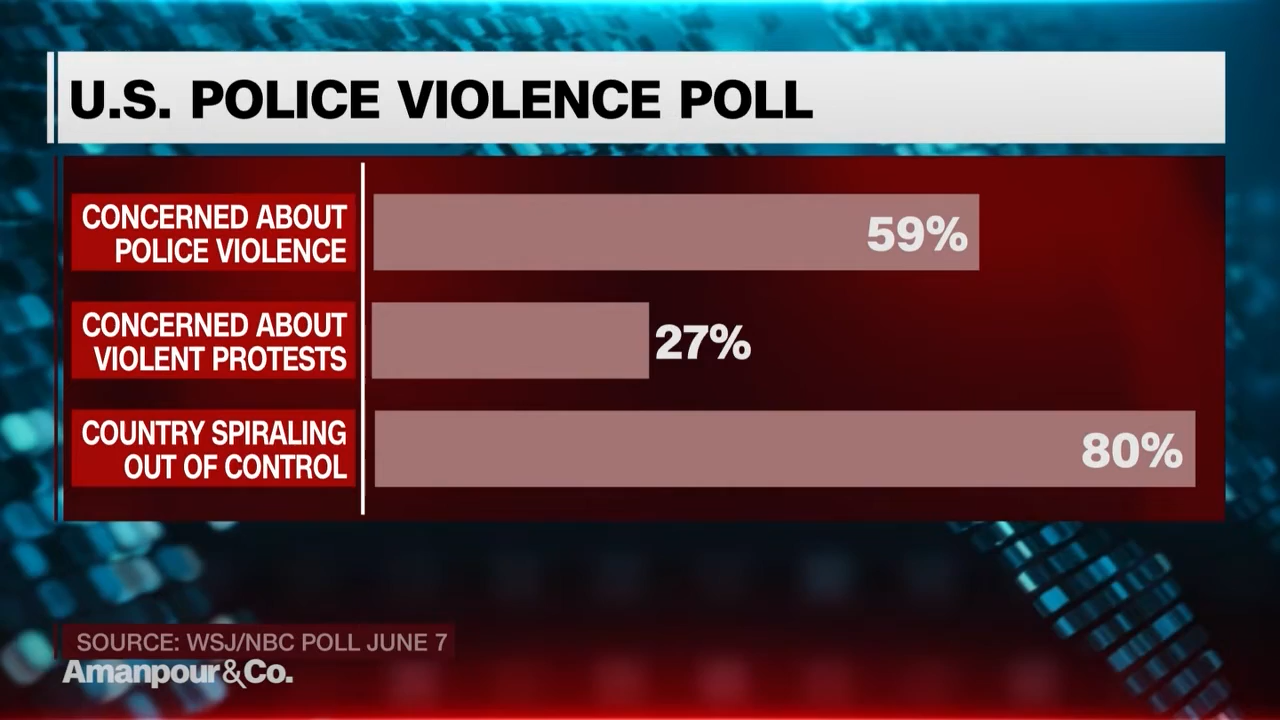 U.S. POLICE VIOLENCE POLL
CONCERNED ABOUT
POLICE VIOLENCE
59%
CONCERNED ABOUT
VIOLENT PROTESTS
27%
COUNTRY SPIRALING
OUT OF CONTROL
80%
SOURCE: WSJ/NBC POLL JUNE 7
Amanpour&Co.